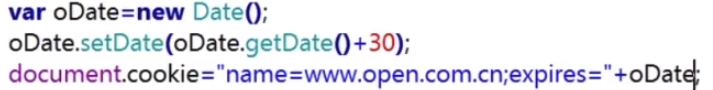 var oDate=new Date();
oDate.setDate(oDate.getDate()+30);
document.cookie="name=www.open.com.cn;expires="+oDate;